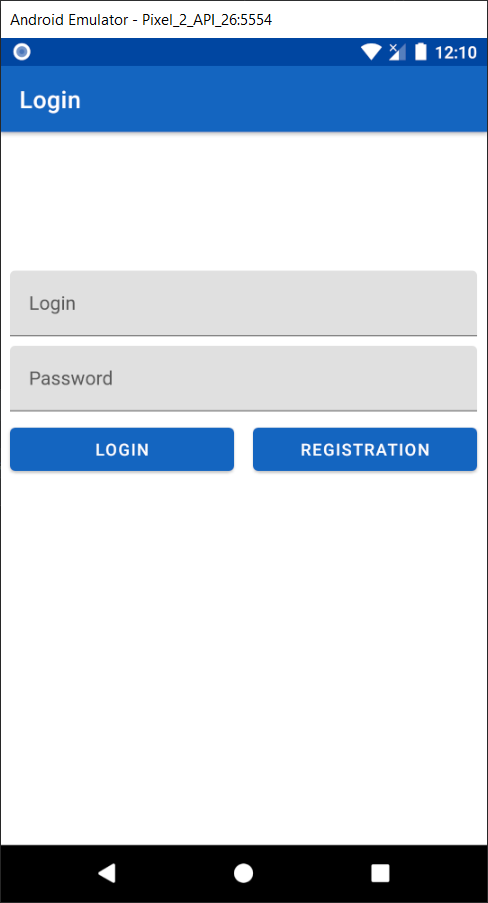 Android Emulator - Pixel_2_API_26:5554
12:10
Login
Login
Password
LOGIN REGISTRATION